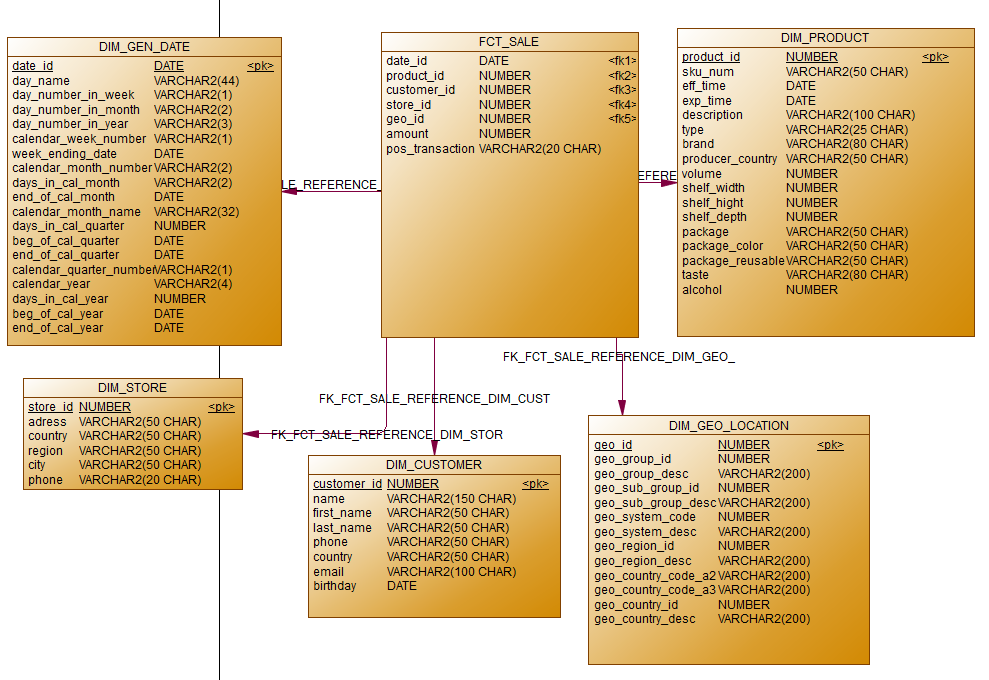 DIM_GEN_DATE
date_id DATE <pk>
day_name VARCHAR2(44)
day_number_in_week VARCHAR2(1)
day_number_in_month VARCHAR2(2)
day_number_in_year VARCHAR2(3)
calendar_week_number VARCHAR2(1)
week_ending_date DATE
calendar_month_number VARCHAR2(2)
days_in_cal_month VARCHAR2(2)
end_of_cal_month DATE
calendar_month_name VARCHAR2(32)
days_in_cal_quarter NUMBER
beg_of_cal_quarter DATE
end_of_cal_quarter DATE
calendar_quarter_number VARCHAR2(1)
calendar_year VARCHAR2(4)
days_in_cal_year NUMBER
beg_of_cal_year DATE
end_of_cal_year DATE
LE_REFERENCE_
FCT_SALE
date_id DATE <fk1>
product_id NUMBER <fk2>
customer_id NUMBER <fk3>
store_id NUMBER <fk4>
geo_id NUMBER <fk5>
amount NUMBER
pos_transaction VARCHAR2(20 CHAR)
EFERE
DIM_PRODUCT
product_id NUMBER <pk>
sku_num VARCHAR2(50 CHAR)
eff_time DATE
exp_time DATE
description VARCHAR2(100 CHAR)
type VARCHAR2(25 CHAR)
brand VARCHAR2(80 CHAR)
producer_country VARCHAR2(50 CHAR)
volume NUMBER
shelf_width NUMBER
shelf_hight NUMBER
shelf_depth NUMBER
package VARCHAR2(50 CHAR)
package_color VARCHAR2(50 CHAR)
package_reusable VARCHAR2(50 CHAR)
taste VARCHAR2(80 CHAR)
alcohol NUMBER
FK_FCT_SALE_REFERENCE_DIM_GEO_
FK_FCT_SALE_REFERENCE_DIM_CUST
FK_FCT_SALE_REFERENCE_DIM_STOR
DIM_STORE
store_id NUMBER <pk>
adress VARCHAR2(50 CHAR)
country VARCHAR2(50 CHAR)
region VARCHAR2(50 CHAR)
city VARCHAR2(50 CHAR)
phone VARCHAR2(20 CHAR)
DIM_CUSTOMER
customer_id NUMBER <pk>
name VARCHAR2(150 CHAR)
first_name VARCHAR2(50 CHAR)
last_name VARCHAR2(50 CHAR)
phone VARCHAR2(50 CHAR)
country VARCHAR2(50 CHAR)
email VARCHAR2(100 CHAR)
birthday DATE
DIM_GEO_LOCATION
geo_id NUMBER <pk>
geo_group_id NUMBER
geo_group_desc VARCHAR2(200)
geo_sub_group_id NUMBER
geo_sub_group_desc VARCHAR2(200)
geo_system_code NUMBER
geo_system_desc VARCHAR2(200)
geo_region_id NUMBER
geo_region_desc VARCHAR2(200)
geo_country_code_a2 VARCHAR2(200)
geo_country_code_a3 VARCHAR2(200)
geo_country_id NUMBER
geo_country_desc VARCHAR2(200)